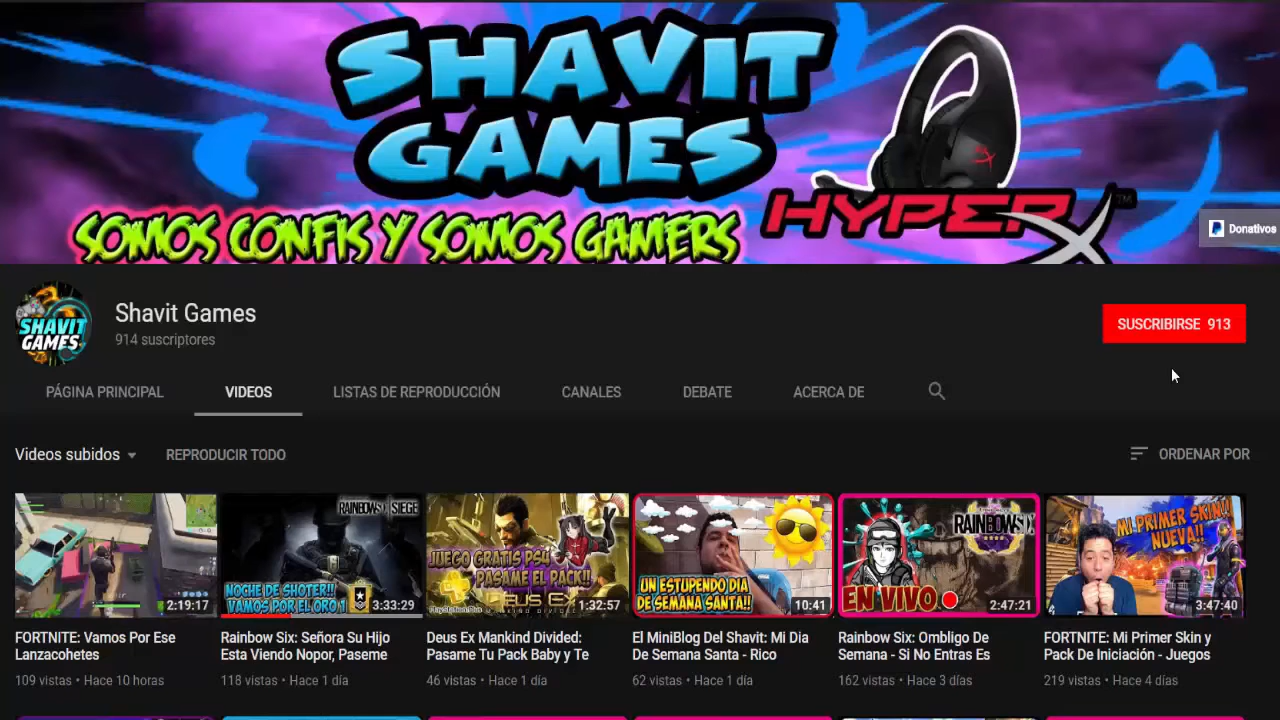 SHAVIT
GAMES
HYPERX™
SOMOS CONFIS Y SOMOS GAMERS
Donativos
SHAVIT
GAMES
Shavit Games
914 suscriptores
SUSCRIBIRSE 913
PÁGINA PRINCIPAL VIDEOS LISTAS DE REPRODUCCIÓN CANALES DEBATE ACERCA DE
Videos subidos REPRODUCIR TODO ORDENAR POR
2:19:17
RAINBOWSIX SIEGE
NOCHE DE SHOTER!!
VAMOS POR EL ORO 1
3:33:29
JUEGO GRATIS PS4
PASAME EL PACK!!
DEUS EX
1:32:57
UN ESTUPENDO DIA
DE SEMANA SANTA!!
10:41
RAINBOWSIX
EN VIVO
2:47:21
MI PRIMER SKIN!!
NUEVA!!
3:47:40
FORTNITE: Vamos Por Ese
Lanzacohetes
109 vistas • Hace 10 horas
Rainbow Six: Señora Su Hijo
Esta Viendo Nopor, Paseme
118 vistas • Hace 1 día
Deus Ex Mankind Divided:
Pasame Tu Pack Baby y Te
46 vistas • Hace 1 día
El MiniBlog Del Shavit: Mi Dia
De Semana Santa - Rico
62 vistas • Hace 1 día
Rainbow Six: Ombligo De
Semana - Si No Entras Es
162 vistas • Hace 3 días
FORTNITE: Mi Primer Skin y
Pack De Iniciación - Juegos
219 vistas • Hace 4 días